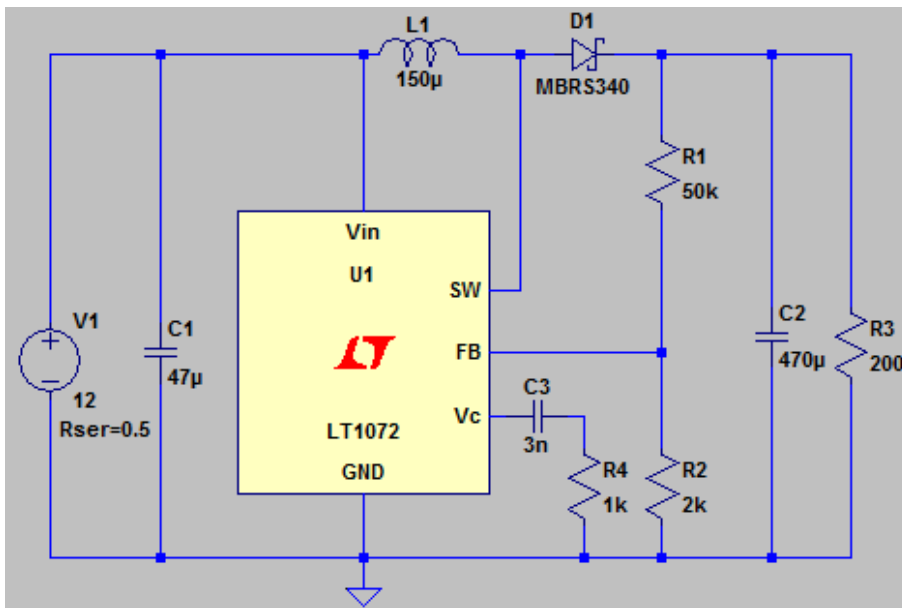 L1
150µ
D1
MBRS340
R1
50k
Vin
U1
SW
FB
Vc
LT1072
GND
V1
12
Rser=0.5
C1
47µ
C3
3n
R4
1k
R2
2k
C2
470µ
R3
200